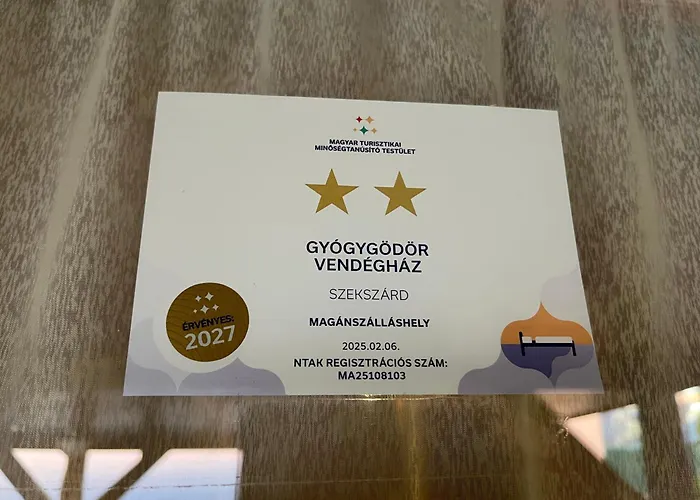 MAGYAR TURISZTIKAI
MINŐSÉGTANÚSÍTÓ TESTÜLET
GYÓGYGÖDÖR
VENDÉGHÁZ
SZEKSZÁRD
MAGÁNSZÁLLÁSHELY
2025.02.06.
NTAK REGISZTRÁCIÓS SZÁM:
MA25108103
ÉRVÉNYES:
2027